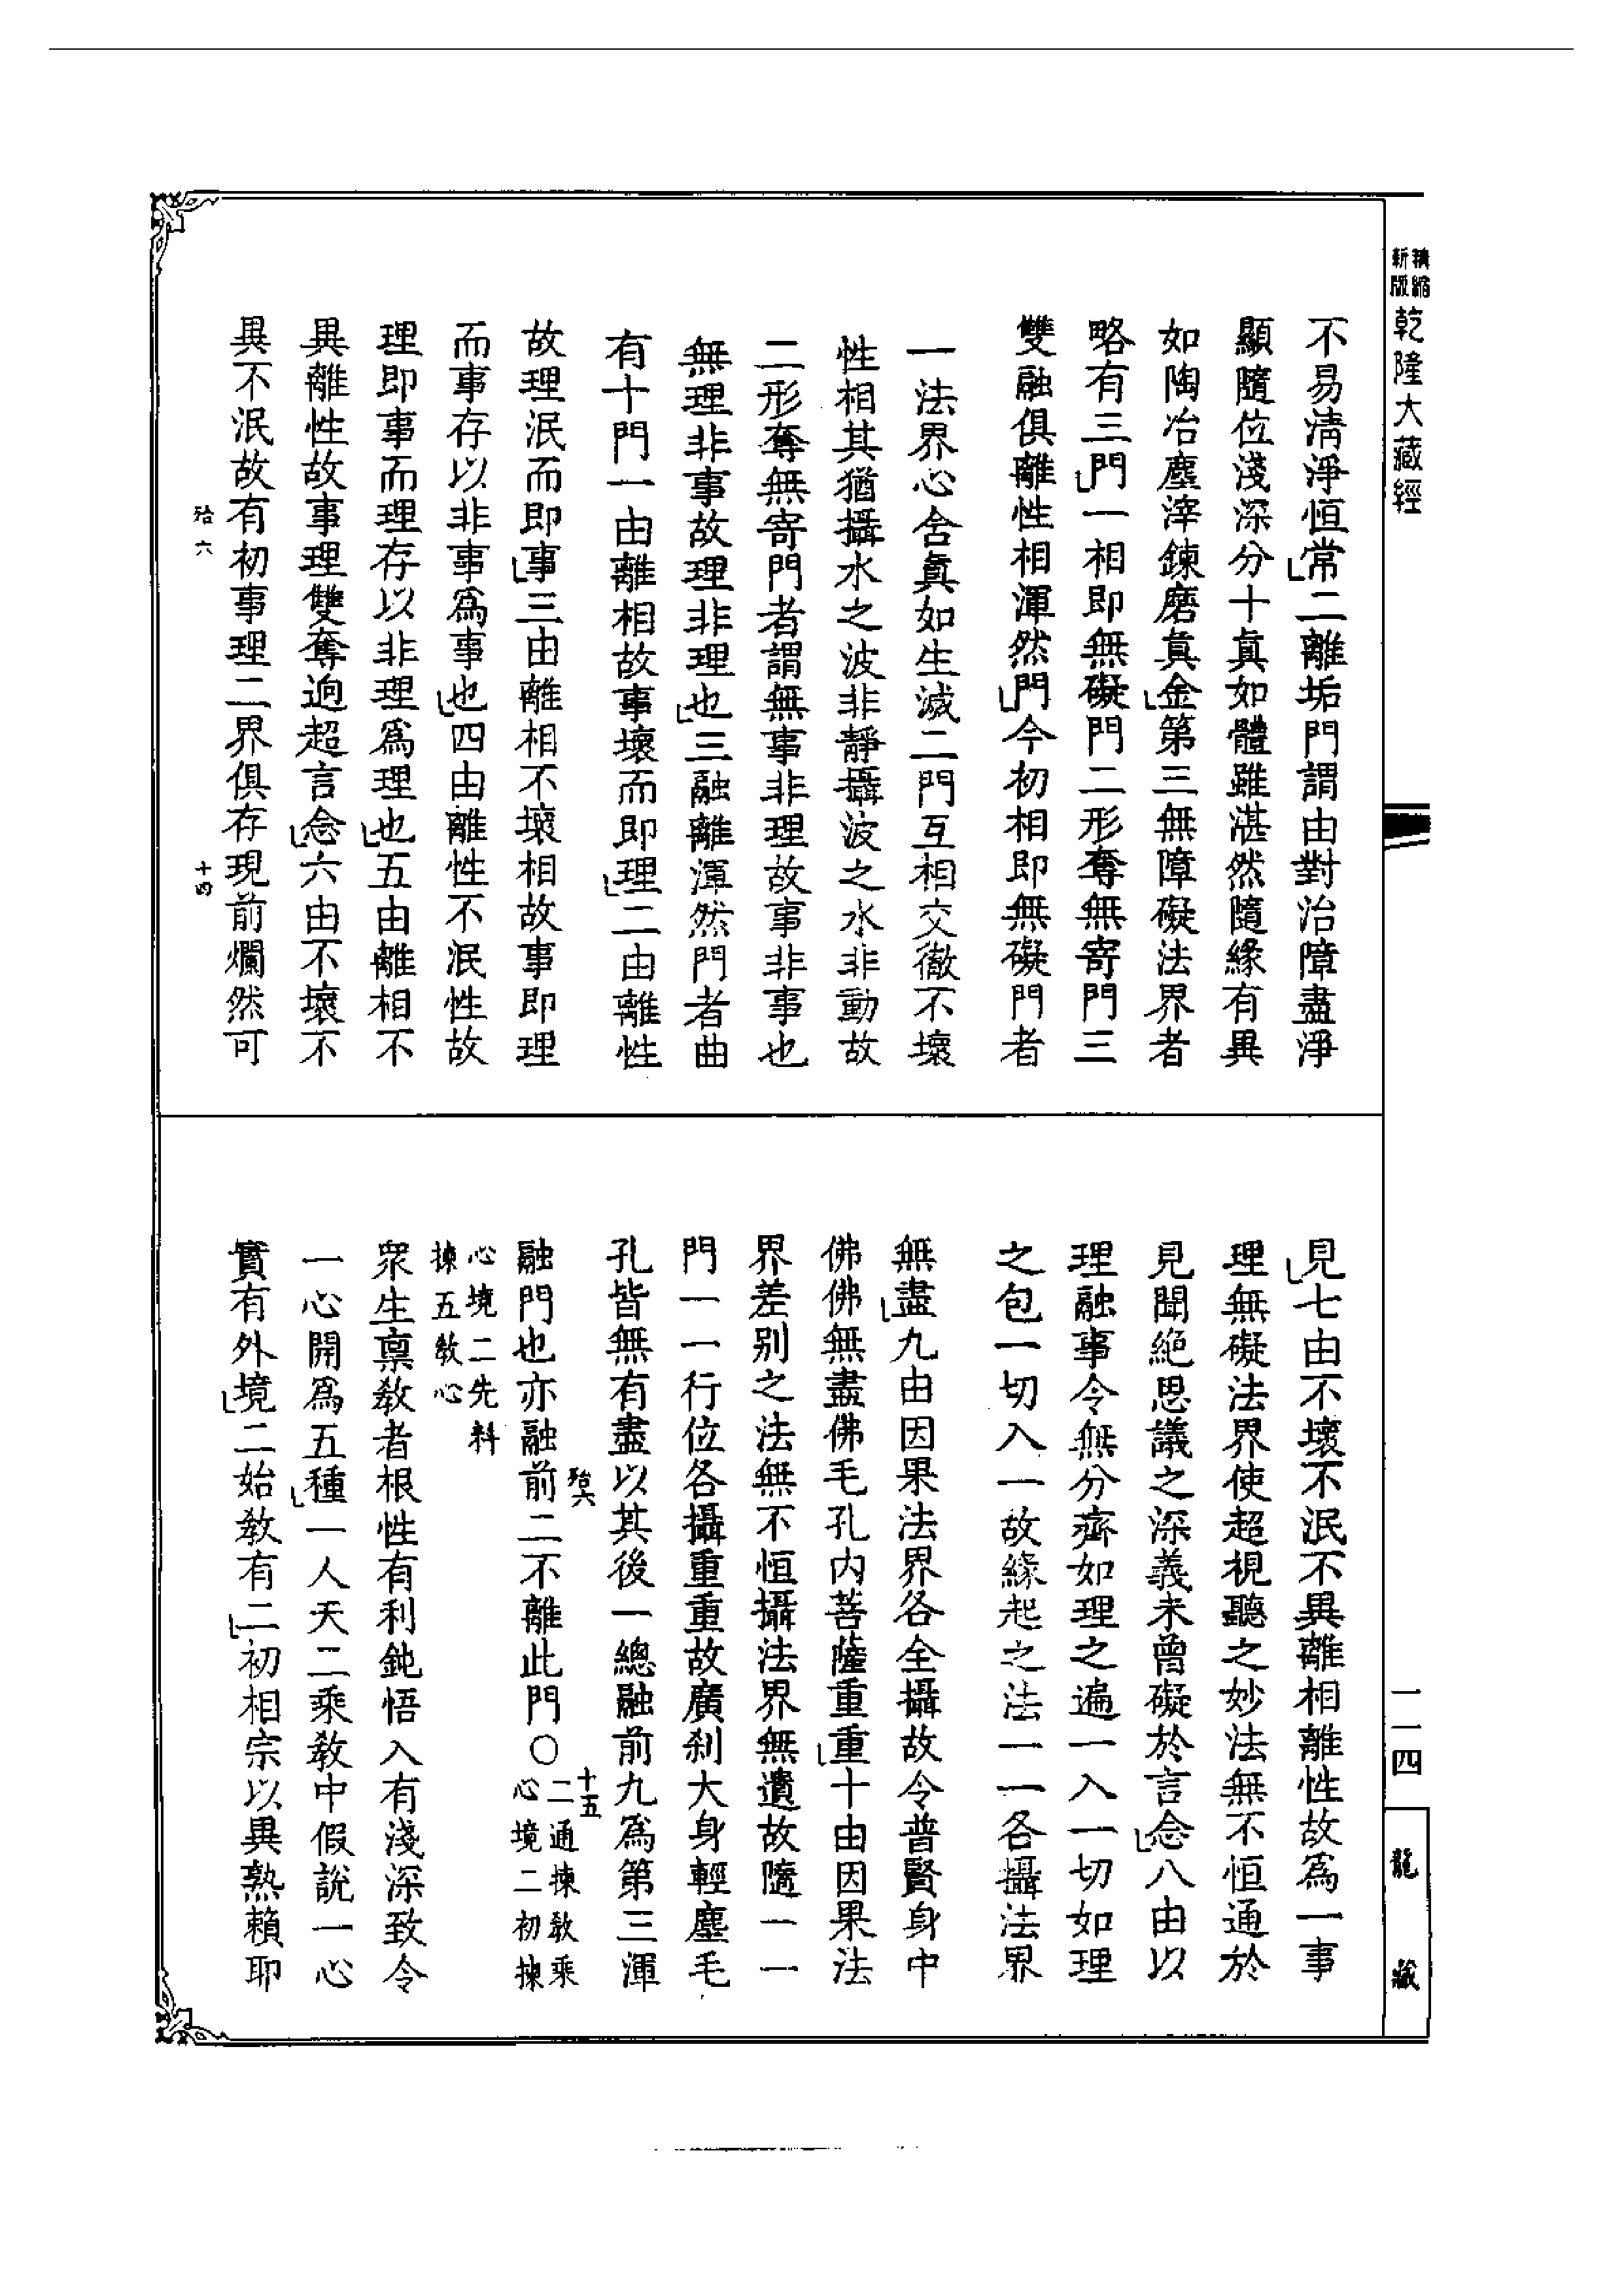 精縮
新版
乾隆大藏經
不易清淨恒常二離垢門謂由對治障盡淨
顯隨位淺深分十真如體雖湛然隨緣有異
如陶冶塵滓鍊磨真金第三無障礙法界者
略有三門一相即無礙門二形奪無寄門三
雙融俱離性相渾然門今初相即無礙門者
一法界心含真如生滅二門互相交徹不壞
性相其猶攝水之波非靜攝波之水非動故
二形奪無寄門者謂無事非理故事非事也
無理非事故理非理也三融離渾然門者曲
有十門一由離相故事壞而即理二由離性
故理泯而即事三由離相不壞相故事即理
而事存以非事爲事也四由離性不泯性故
理即事而理存以非理爲理也五由離相不
異離性故事理雙奪逈超言念六由不壞不
異不泯故有初事理二界俱存現前爛然可
殆六
十四
見七由不壞不泯不異離相離性故爲一事
理無礙法界使超視聽之妙法無不恒通於
見聞絶思議之深義未曾礙於言念八由以
理融事令無分齊如理之遍一入一切如理
之包一切入一故緣起之法一一各攝法界
無盡九由因果法界各全攝故令普賢身中
佛佛無盡佛毛孔内菩薩重重十由因果法
界差别之法無不恒攝法界無遺故隨一一
門一一行位各攝重重故廣刹大身輕塵毛
孔皆無有盡以其後一總融前九爲第三渾
殆六
十五
融門也亦融前二不離此門〇二通揀教乘
心境二初揀
心境二先料
揀五教心
眾生禀教者根性有利鈍悟入有淺深致令
一心開爲五種一人天二乘教中假說一心
實有外境二始教有二初相宗以異熟賴耶
一一四
龍藏